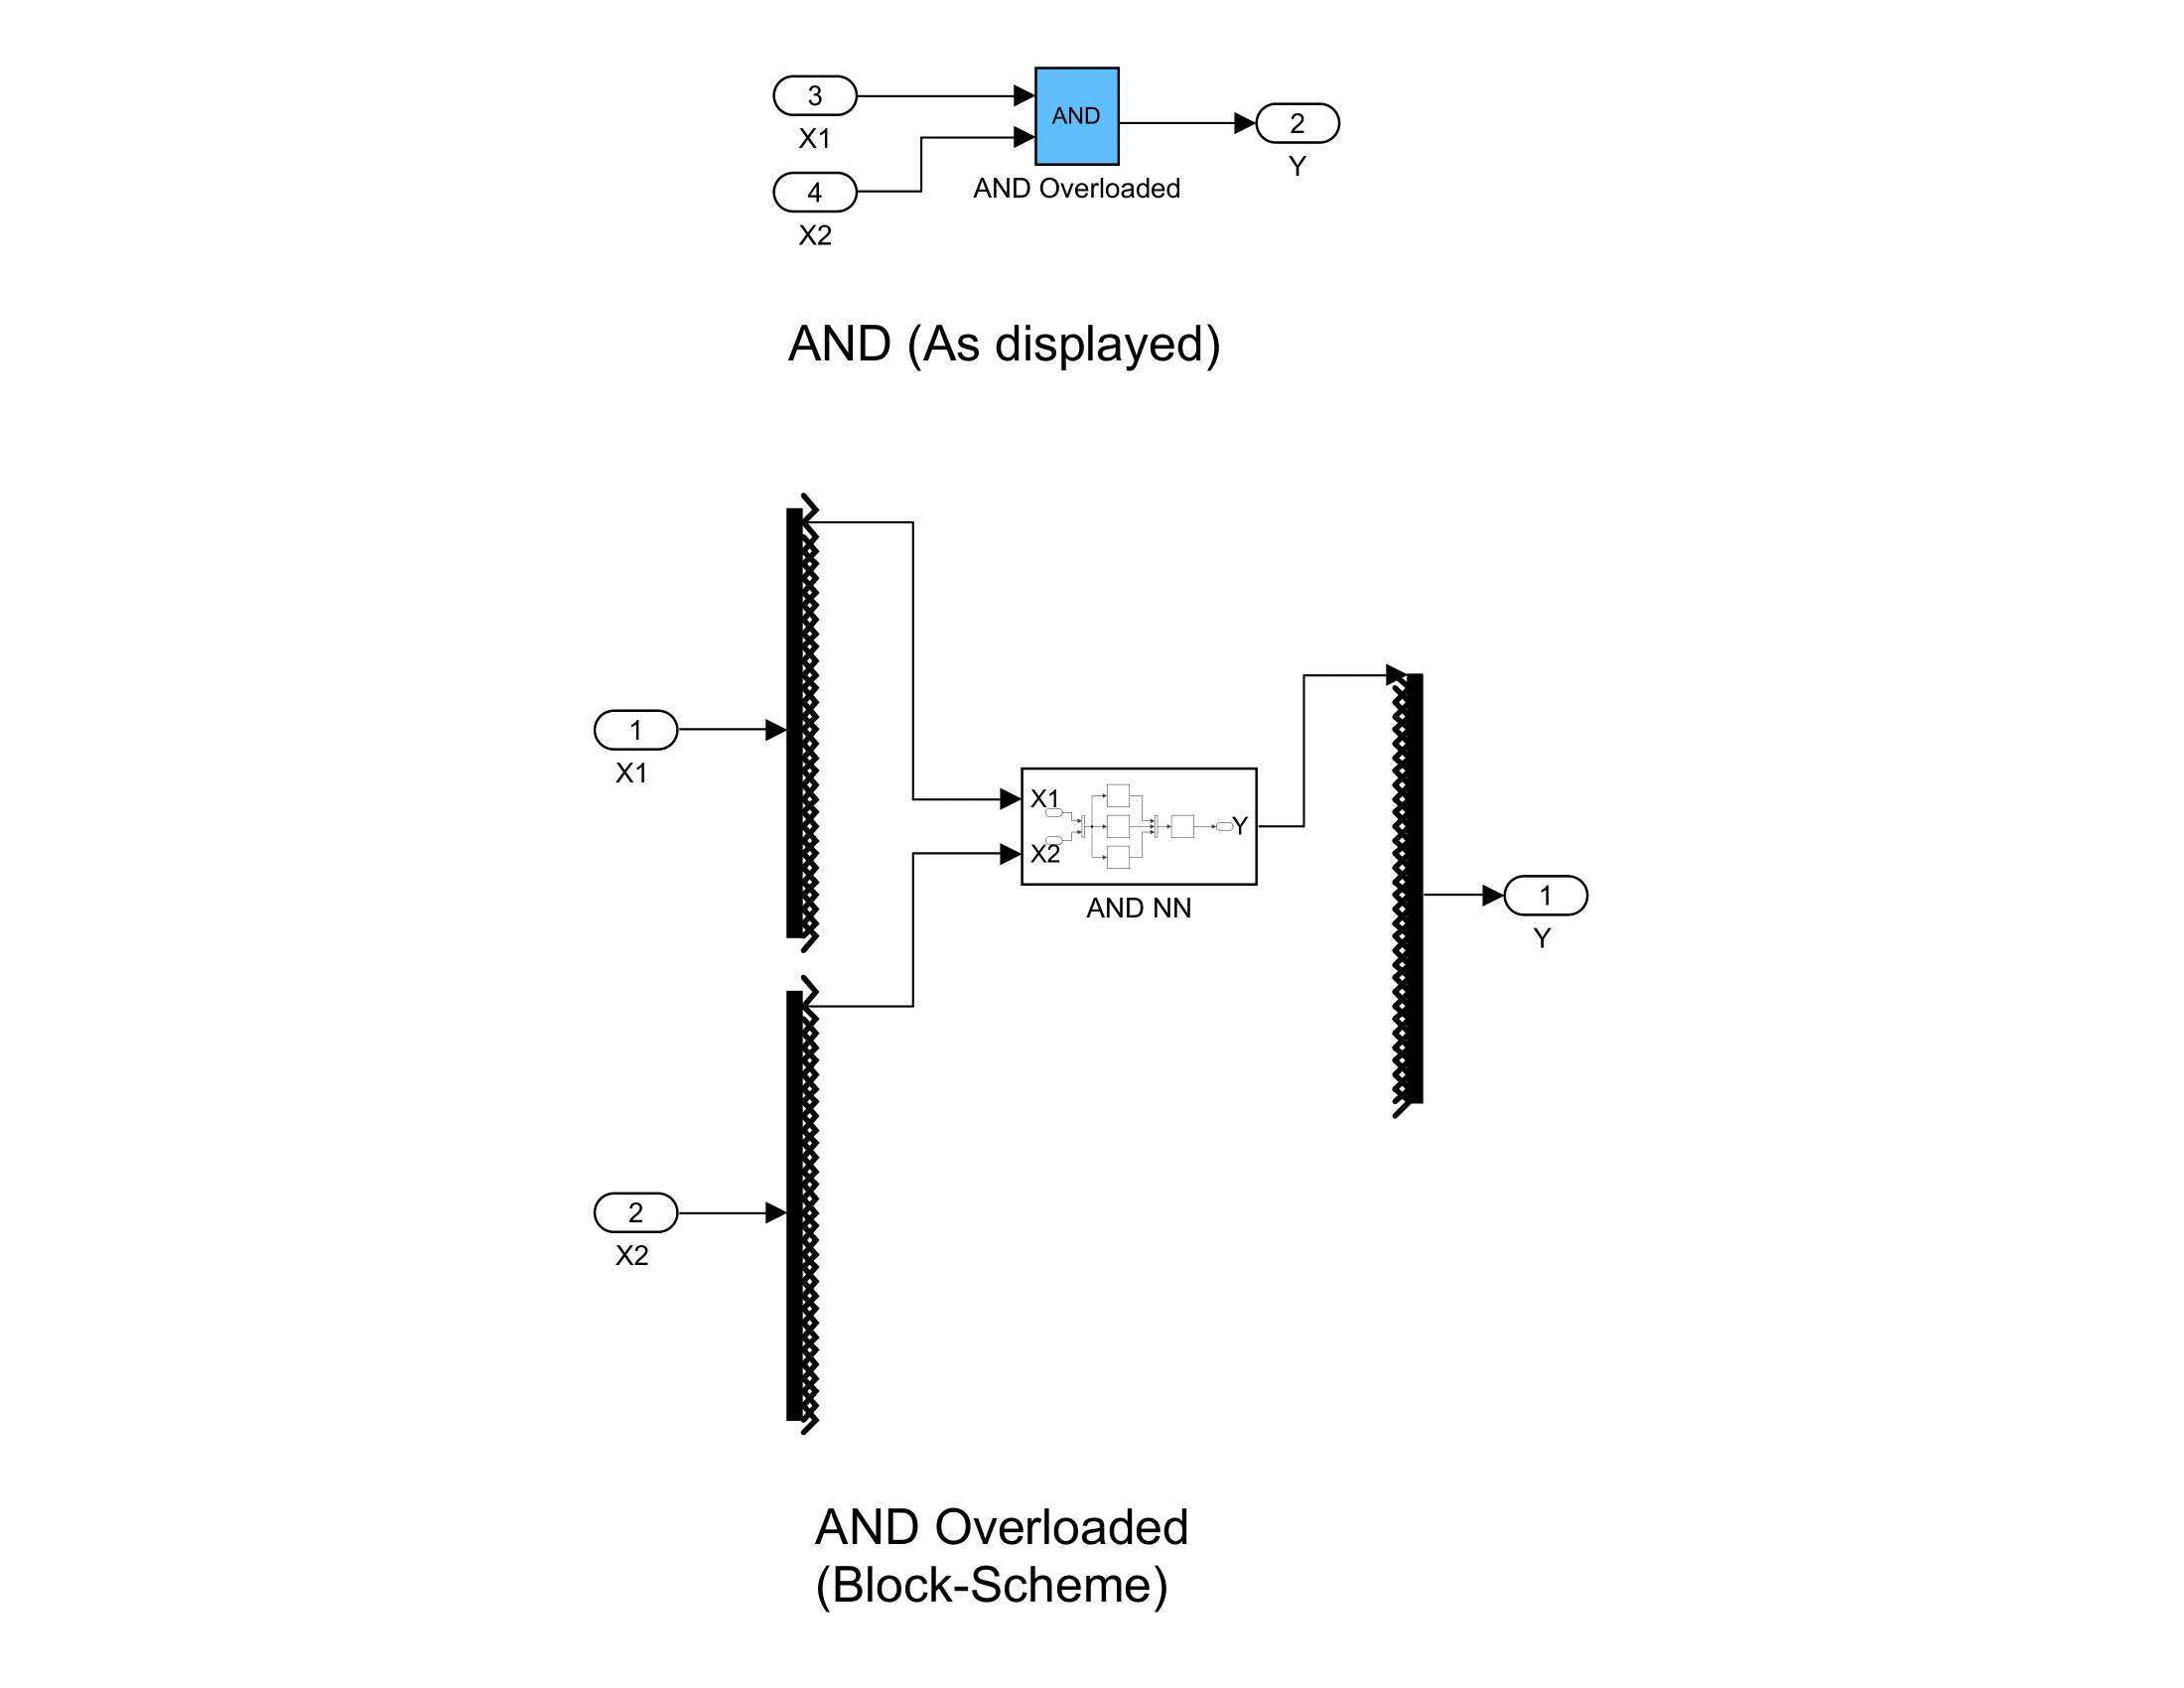 3
X1
AND
2
Y
4
X2
AND Overloaded
AND (As displayed)
1
X1
X1
X2
Y
AND NN
1
Y
2
X2
AND Overloaded
(Block-Scheme)